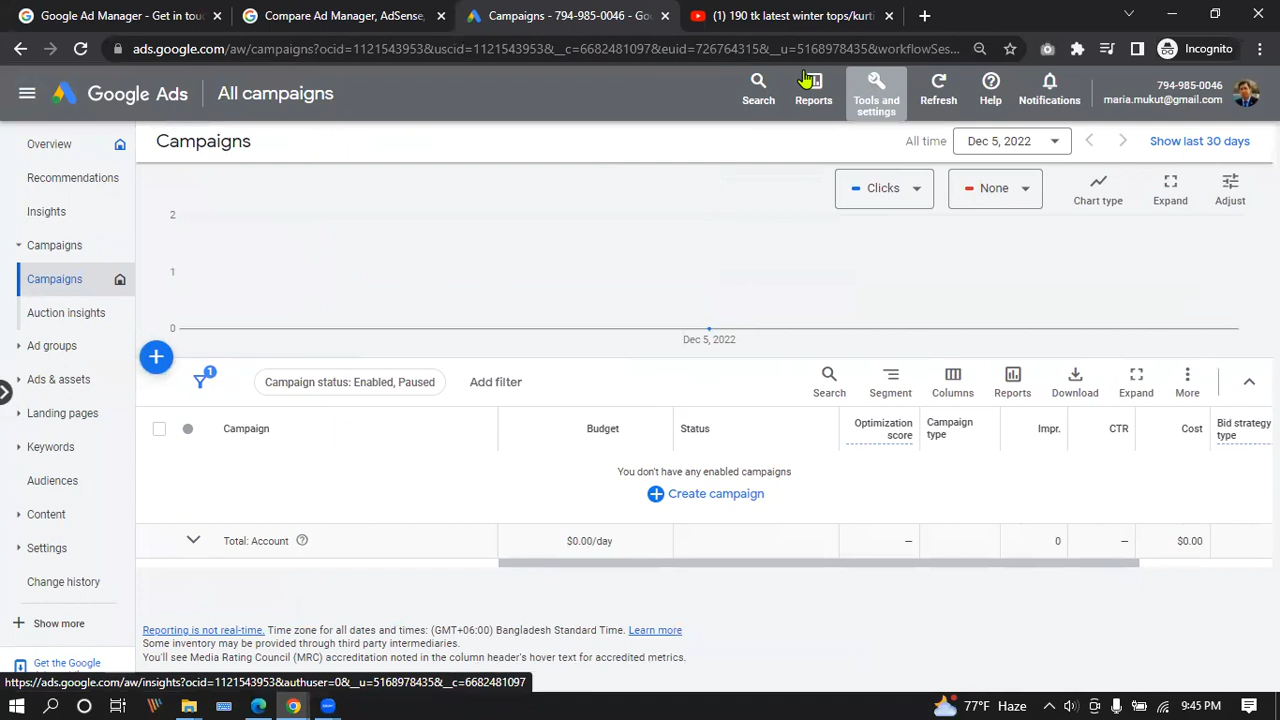 Google Ad Manager - Get in touch
Compare Ad Manager, AdSense,
Campaigns - 794-985-0046 - Goo
(1) 190 tk latest winter tops/kurti
ads.google.com/aw/campaigns?ocid=1121543953&uscid=1121543953&__c=6682481097&euid=726764315&__u=5168978435&workflowSes...
Incognito
Google Ads
All campaigns
Search
Reports
Tools and
settings
Refresh
Help
Notifications
794-985-0046
maria.mukut@gmail.com
Overview
Recommendations
Insights
Campaigns
Campaigns
Auction insights
Ad groups
Ads & assets
Landing pages
Keywords
Audiences
Content
Settings
Change history
Show more
Get the Google
Campaigns
All time
Dec 5, 2022
Show last 30 days
Clicks
None
Chart type
Expand
Adjust
2
1
0
Dec 5, 2022
1
Campaign status: Enabled, Paused
Add filter
Search
Segment
Columns
Reports
Download
Expand
More
Campaign
Budget
Status
Optimization
score
Campaign
type
Impr.
CTR
Cost
Bid strategy
type
You don't have any enabled campaigns
Create campaign
Total: Account
$0.00/day
—
0
—
$0.00
Reporting is not real-time. Time zone for all dates and times: (GMT+06:00) Bangladesh Standard Time. Learn more
Some inventory may be provided through third party intermediaries.
You'll see Media Rating Council (MRC) accreditation noted in the column header's hover text for accredited metrics.
https://ads.google.com/aw/insights?ocid=1121543953&authuser=0&__u=5168978435&__c=6682481097
77°F Haze
9:45 PM